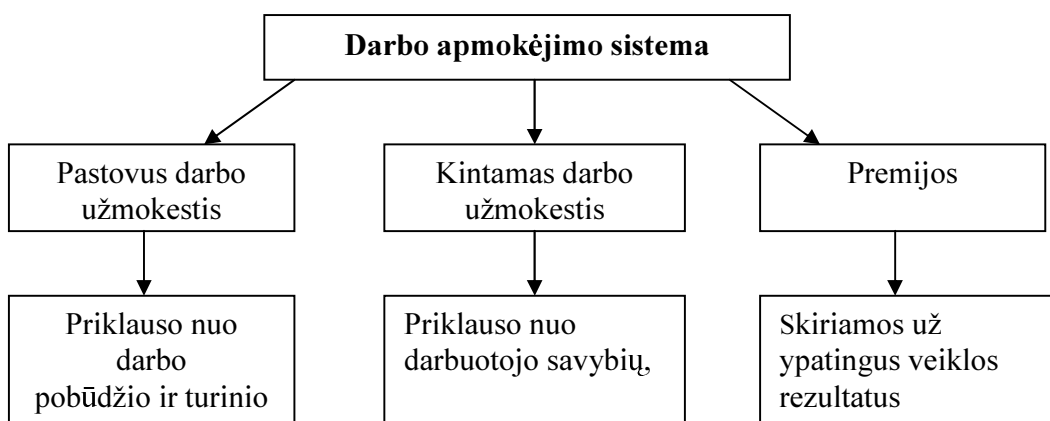 Darbo apmokėjimo sistema
Pastovus darbo
užmokestis
Kintamas darbo
užmokestis
Premijos
Priklauso nuo
darbo
pobūdžio ir turinio
Priklauso nuo
darbuotojo savybių,
Skiriamos už
ypatingus veiklos
rezultatus